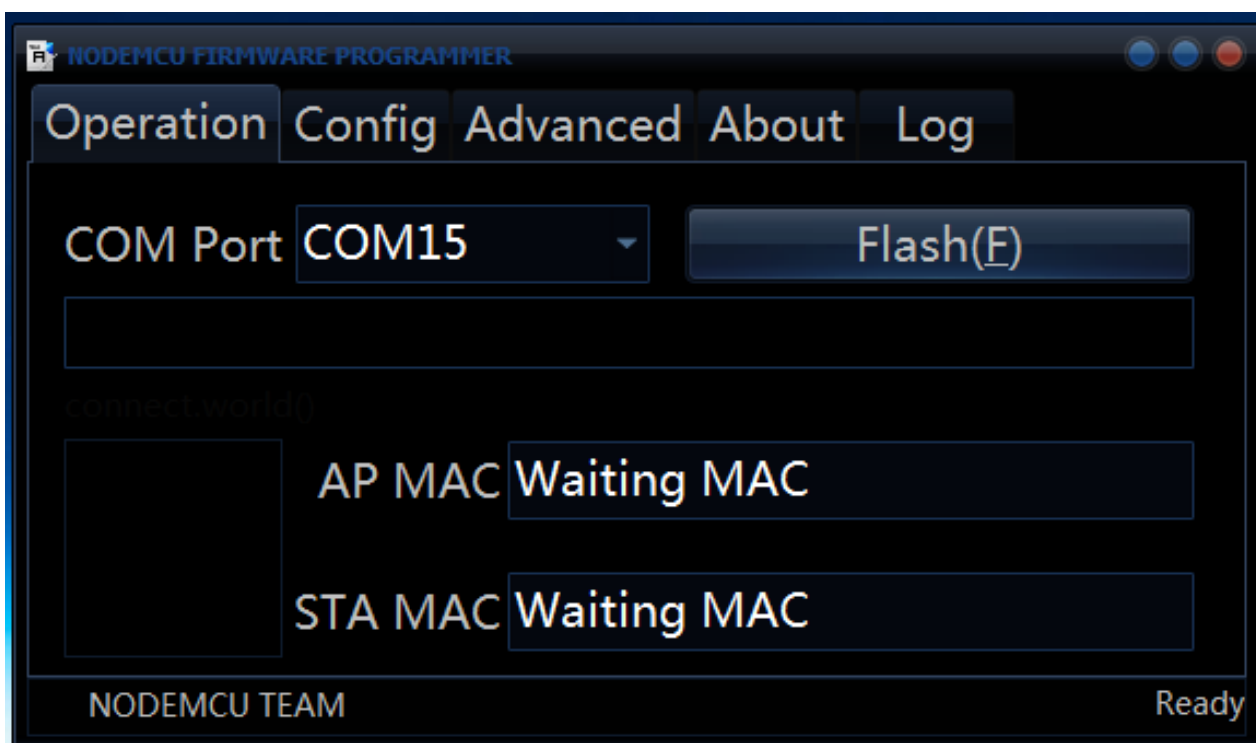 NODEMCU FIRMWARE PROGRAMMER
Operation Config Advanced About Log
COM Port COM15 Flash(F)
connect.world()
AP MAC Waiting MAC
STA MAC Waiting MAC
NODEMCU TEAM Ready